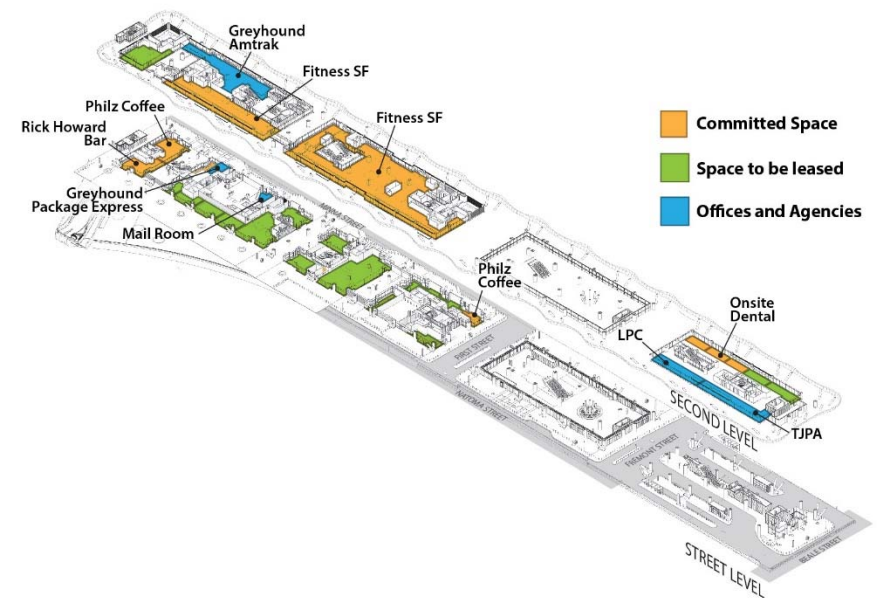 Greyhound
Amtrak
Fitness SF
Philz Coffee
Rick Howard
Bar
Fitness SF
Committed Space
Space to be leased
Offices and Agencies
Greyhound
Package Express
Mail Room
MINNA STREET
Philz
Coffee
Onsite
Dental
LPC
FIRST STREET
NATOMA STREET
SECOND LEVEL
TJPA
FREMONT STREET
BEALE STREET
STREET LEVEL